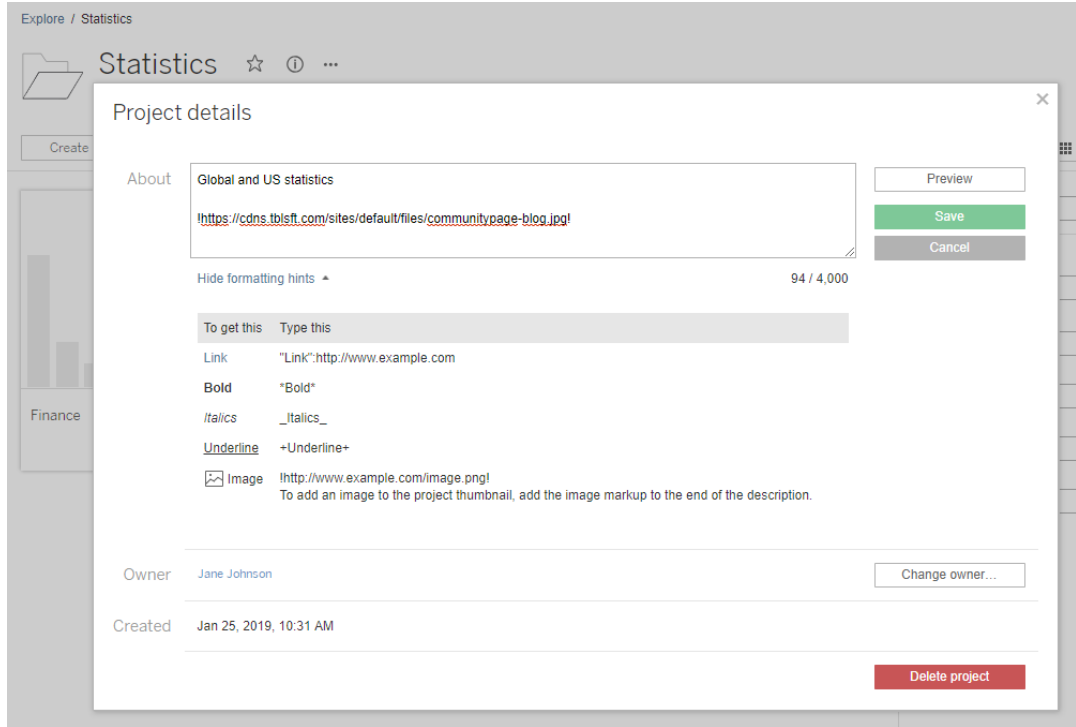 Explore / Statistics
Statistics
Create
Project details
About
Global and US statistics
!https://cdns.tblsft.com/sites/default/files/communitypage-blog.jpg!
Preview
Save
Cancel
Hide formatting hints
94 / 4,000
To get this Type this
Link "Link":http://www.example.com
Bold *Bold*
Italics _Italics_
Underline +Underline+
Image !http://www.example.com/image.png!
To add an image to the project thumbnail, add the image markup to the end of the description.
Finance
Owner Jane Johnson Change owner...
Created Jan 25, 2019, 10:31 AM
Delete project